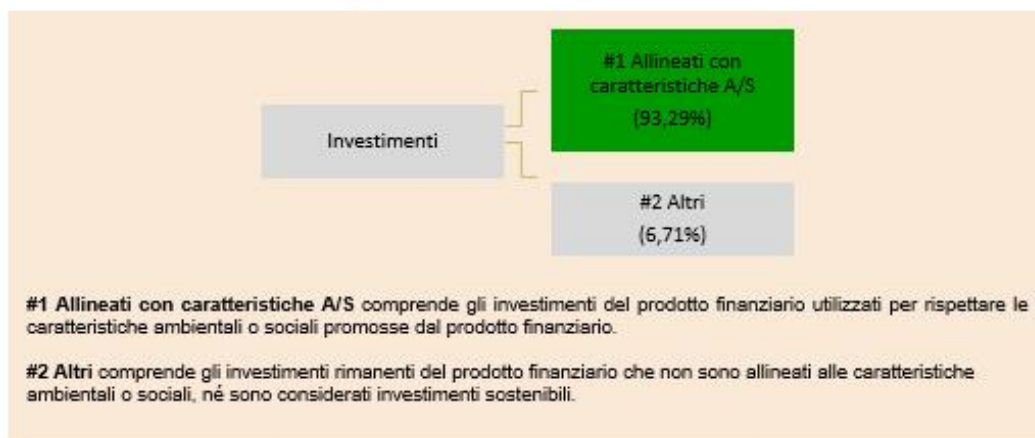 #1 Allineati con
caratteristiche A/S
(93,29%)
Investimenti
#2 Altri
(6,71%)
#1 Allineati con caratteristiche A/S comprende gli investimenti del prodotto finanziario utilizzati per rispettare le
caratteristiche ambientali o sociali promosse dal prodotto finanziario.
#2 Altri comprende gli investimenti rimanenti del prodotto finanziario che non sono allineati alle caratteristiche
ambientali o sociali, né sono considerati investimenti sostenibili.